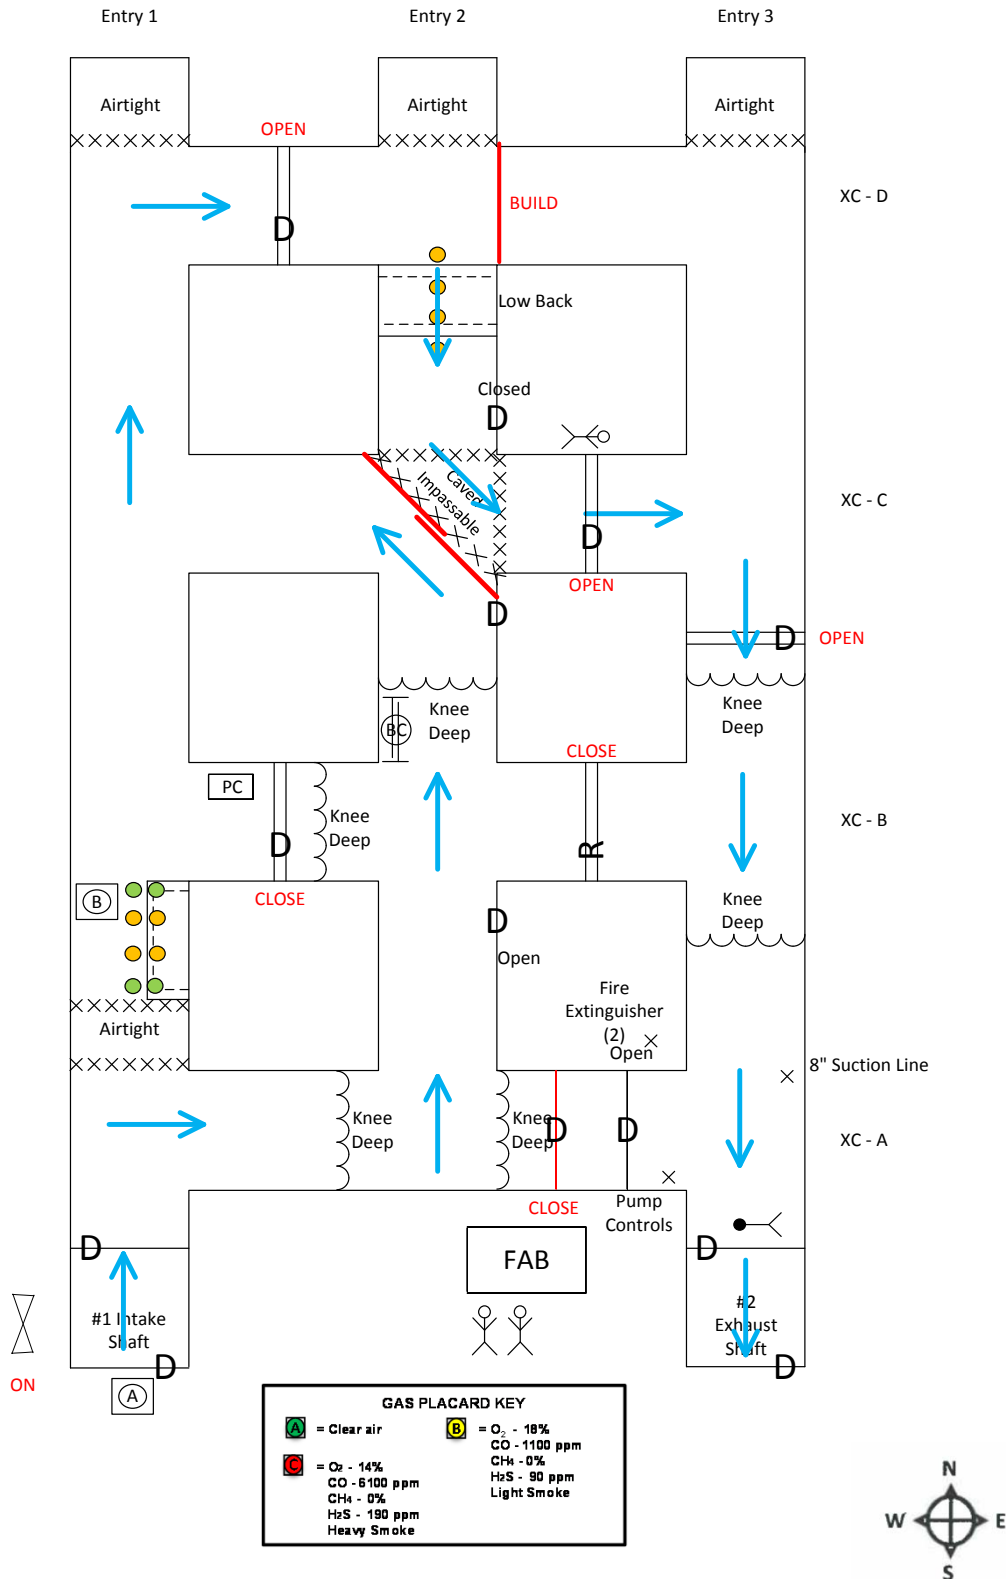 Entry 1
Entry 2
Entry 3
Airtight
Airtight
Airtight
OPEN
BUILD
XC - D
D
Low Back
Closed
D
Caved
Impassable
XC - C
D
OPEN
D
D
OPEN
Knee
Deep
Knee
Deep
BC
CLOSE
PC
Knee
Deep
XC - B
D
R
CLOSE
B
Knee
Deep
D
Open
Airtight
Fire
Extinguisher
(2)
Open
8" Suction Line
Knee
Deep
Knee
Deep
D
D
XC - A
CLOSE
Pump
Controls
D
D
FAB
#1 Intake
Shaft
#2
Exhaust
Shaft
D
D
ON
A
GAS PLACARD KEY
A = Clear air
B = O2 - 18%
CO - 1100 ppm
CH4 - 0%
H2S - 90 ppm
Light Smoke
C = O2 - 14%
CO - 6100 ppm
CH4 - 0%
H2S - 190 ppm
Heavy Smoke
N
W E
S